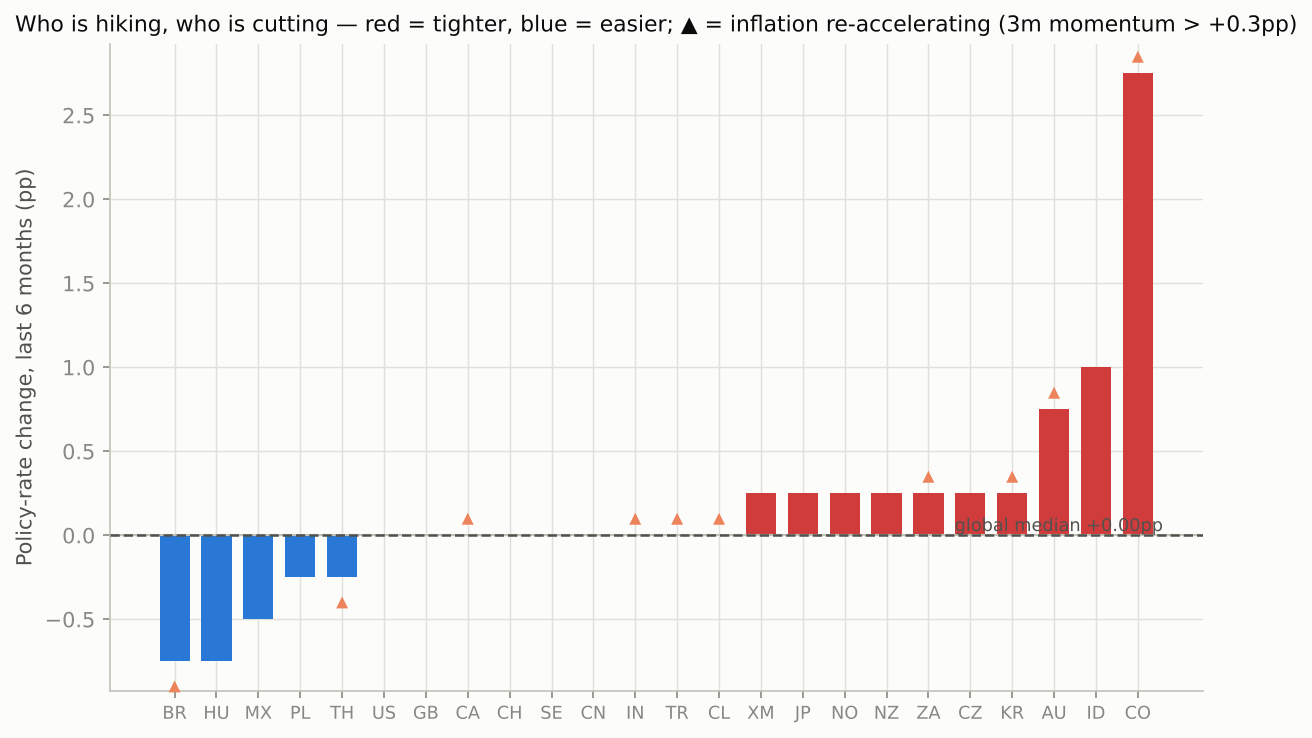 Who is hiking, who is cutting — red = tighter, blue = easier; ▲ = inflation re-accelerating (3m momentum > +0.3pp)
Policy-rate change, last 6 months (pp)
2.5
2.0
1.5
1.0
0.5
0.0
−0.5
global median +0.00pp
BR HU MX PL TH US GB CA CH SE CN IN TR CL XM JP NO NZ ZA CZ KR AU ID CO